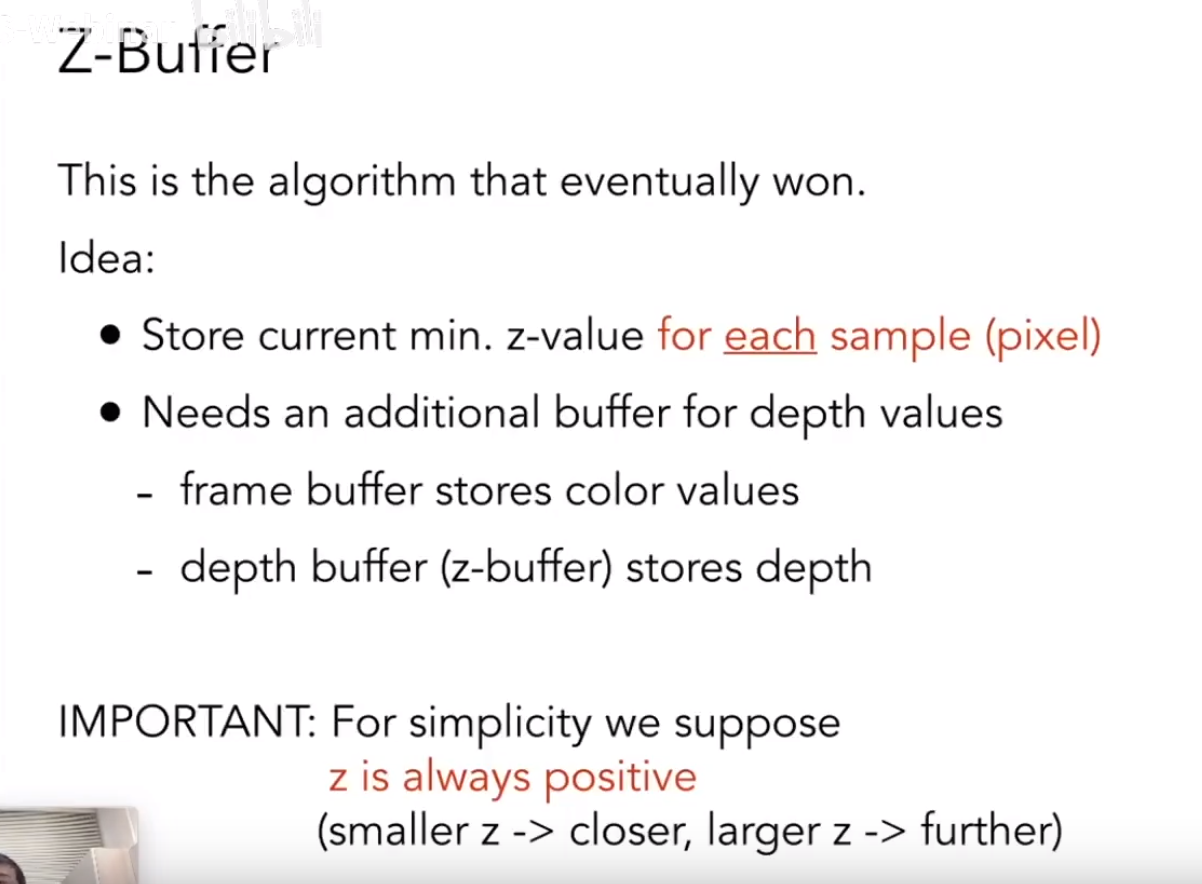 -Webinar bilibili
Z-Buffer
This is the algorithm that eventually won.
Idea:
● Store current min. z-value for each sample (pixel)
● Needs an additional buffer for depth values
- frame buffer stores color values
- depth buffer (z-buffer) stores depth
IMPORTANT: For simplicity we suppose
z is always positive
(smaller z -> closer, larger z -> further)